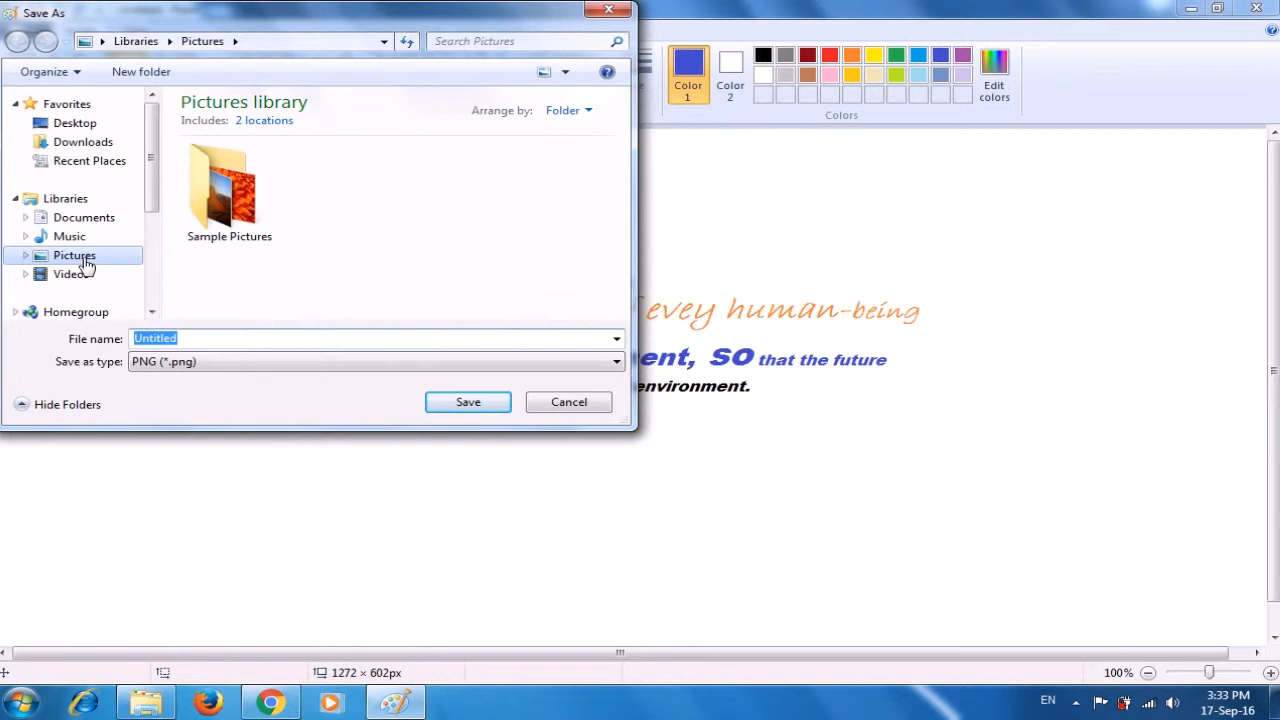 Save As
Libraries
Pictures
Search Pictures
Organize
New folder
Favorites
Desktop
Downloads
Recent Places
Libraries
Documents
Music
Pictures
Homegroup
Pictures library
Includes: 2 locations
Arrange by: Folder
Sample Pictures
File name: Untitled
Save as type: PNG (*.png)
Hide Folders
Save
Cancel
Color 1
Color 2
Edit colors
Colors
evey human-being
SO that the future
environment.
1272 × 602px
100%
EN
3:33 PM
17-Sep-16